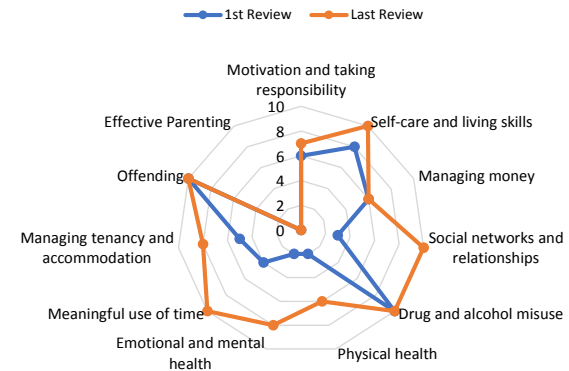 1st Review
Last Review
Motivation and taking
responsibility
Effective Parenting
10
Self-care and living skills
8
6
Offending
4
Managing money
2
0
Managing tenancy and
accommodation
Social networks and
relationships
Meaningful use of time
Drug and alcohol misuse
Emotional and mental
health
Physical health